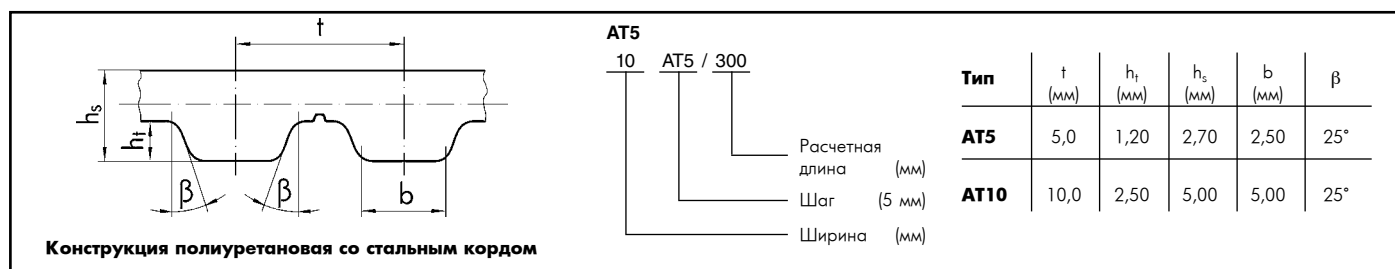 t
hs
ht
β
β
b
Конструкция полиуретановая со стальным кордом
AT5
10 AT5 / 300
Расчетная
длина (мм)
Шаг (5 мм)
Ширина (мм)
Тип t ht hs b β
(мм) (мм) (мм) (мм)
AT5 5,0 1,20 2,70 2,50 25°
AT10 10,0 2,50 5,00 5,00 25°